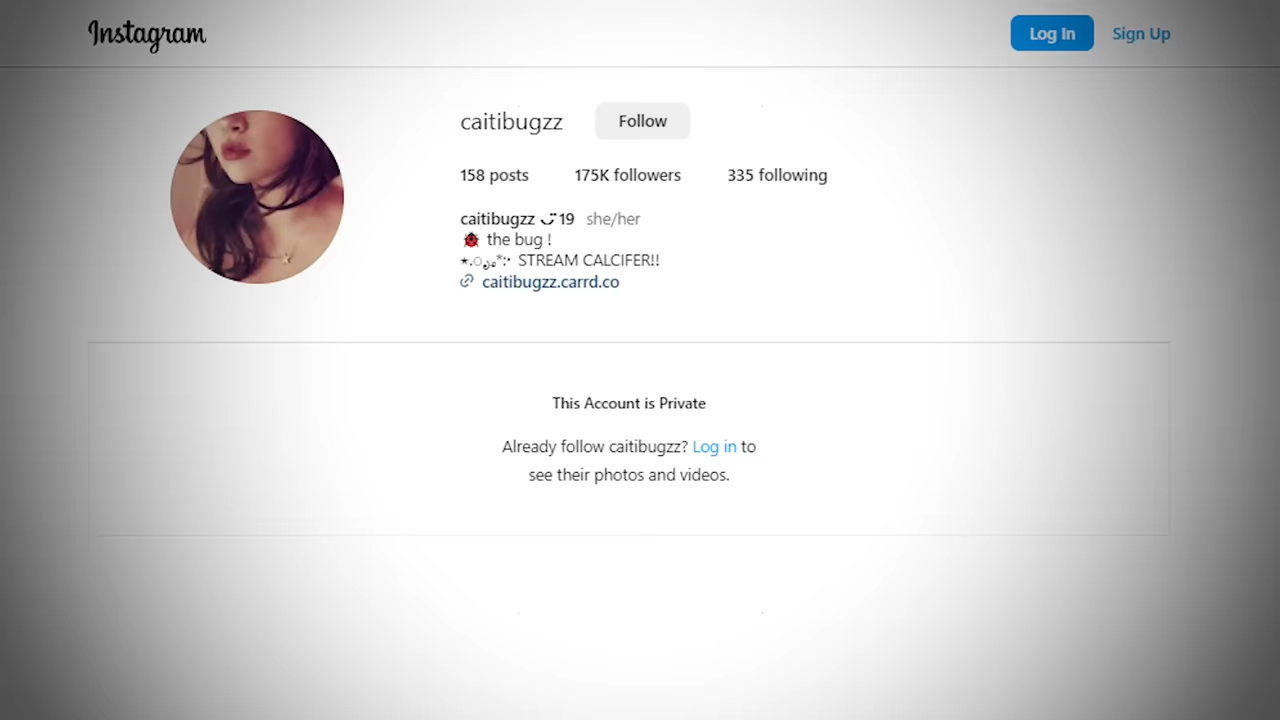 Instagram
Log In
Sign Up
caitibugzz
Follow
158 posts
175K followers
335 following
caitibugzz 19 she/her
🐞 the bug !
STREAM CALCIFER!!
caitibugzz.carrd.co
This Account is Private
Already follow caitibugzz? Log in to
see their photos and videos.